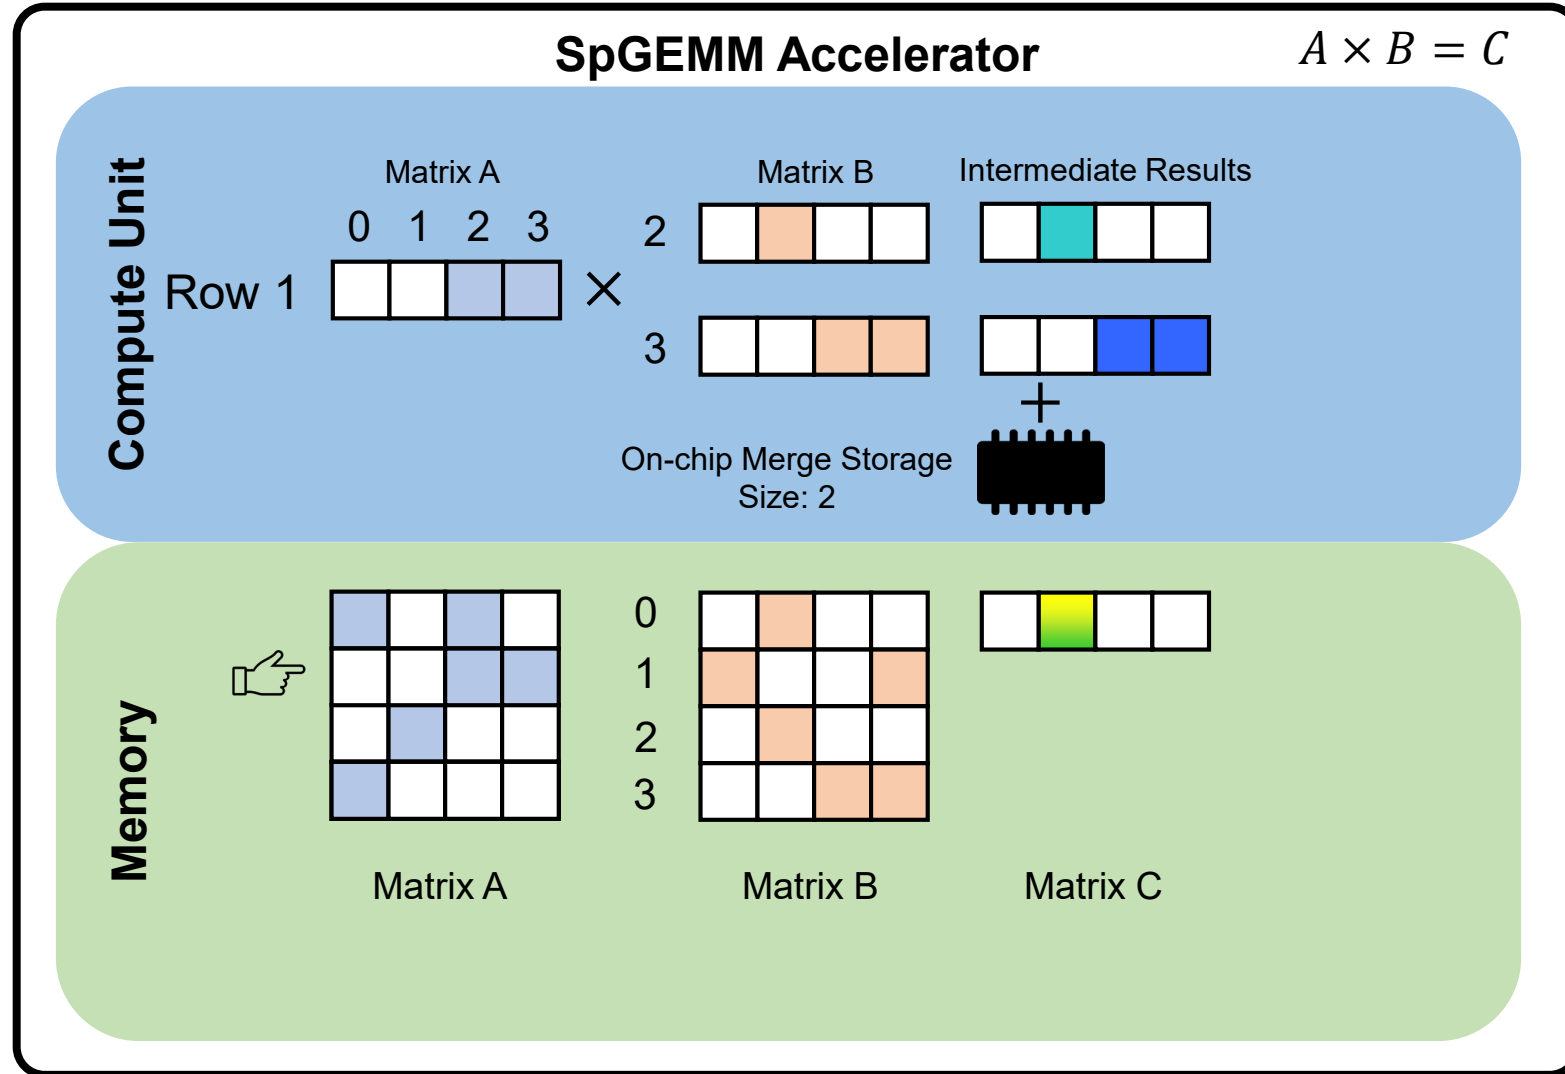 SpGEMM Accelerator
A × B = C
Compute Unit
Matrix A
Matrix B
Intermediate Results
0 1 2 3
2
Row 1
×
3
+
On-chip Merge Storage
Size: 2
Memory
0
1
2
3
Matrix A
Matrix B
Matrix C